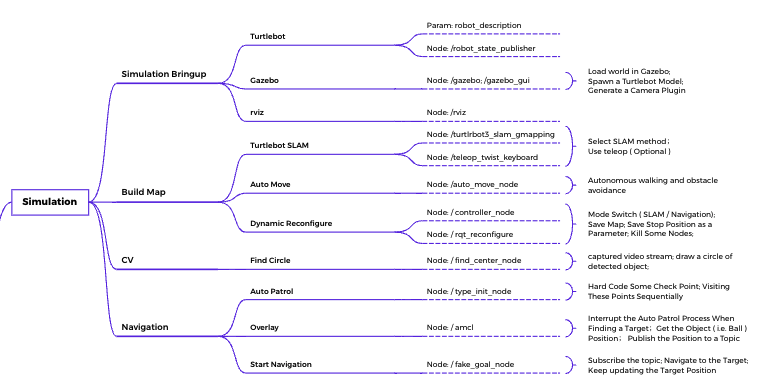 Simulation
Simulation Bringup
Turtlebot
Param: robot_description
Node: /robot_state_publisher
Gazebo
Node: /gazebo; /gazebo_gui
Load world in Gazebo;
Spawn a Turtlebot Model;
Generate a Camera Plugin
rviz
Node: /rviz
Build Map
Turtlebot SLAM
Node: /turtlrbot3_slam_gmapping
Node: /teleop_twist_keyboard
Select SLAM method;
Use teleop ( Optional )
Auto Move
Node: /auto_move_node
Autonomous walking and obstacle
avoidance
Dynamic Reconfigure
Node: / controller_node
Node: / rqt_reconfigure
Mode Switch ( SLAM / Navigation);
Save Map; Save Stop Position as a
Parameter; Kill Some Nodes;
CV
Find Circle
Node: / find_center_node
captured video stream; draw a circle of
detected object;
Navigation
Auto Patrol
Node: / type_init_node
Hard Code Some Check Point; Visiting
These Points Sequentially
Overlay
Node: / amcl
Interrupt the Auto Patrol Process When
Finding a Target; Get the Object ( i.e. Ball )
Position; Publish the Position to a Topic
Start Navigation
Node: / fake_goal_node
Subscribe the topic; Navigate to the Target;
Keep updating the Target Position